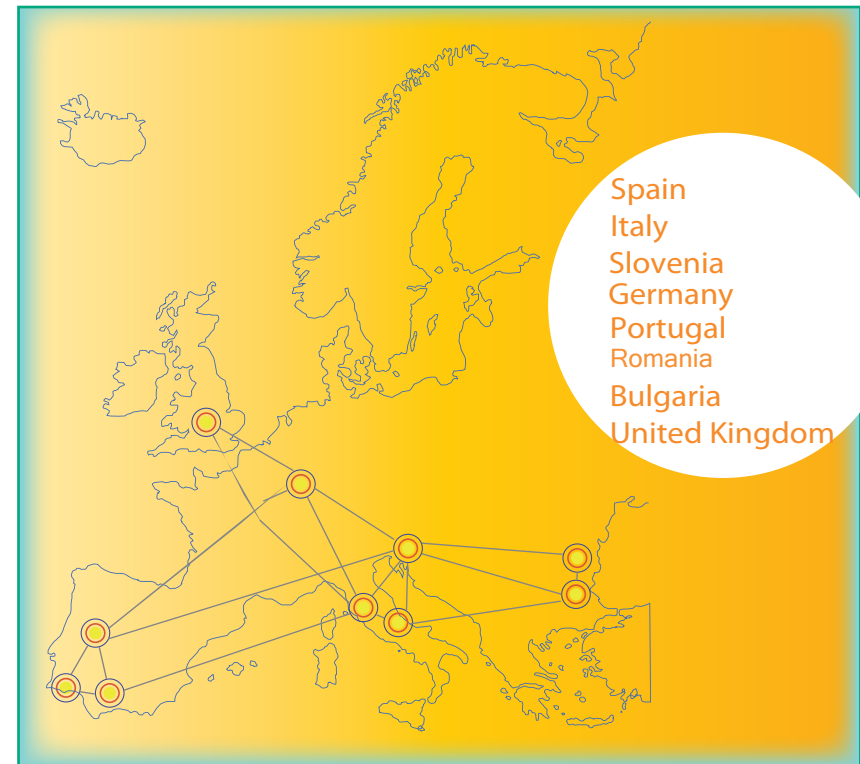 Spain
Italy
Slovenia
Germany
Portugal
Romania
Bulgaria
United Kingdom